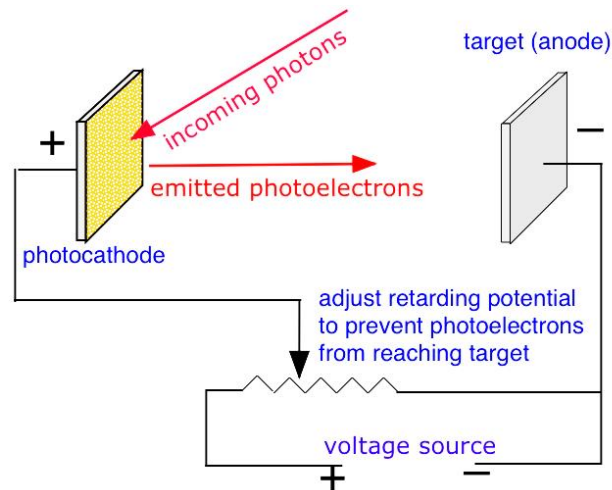 incoming photons
target (anode)
+
−
emitted photoelectrons
photocathode
adjust retarding potential
to prevent photoelectrons
from reaching target
voltage source
+
−